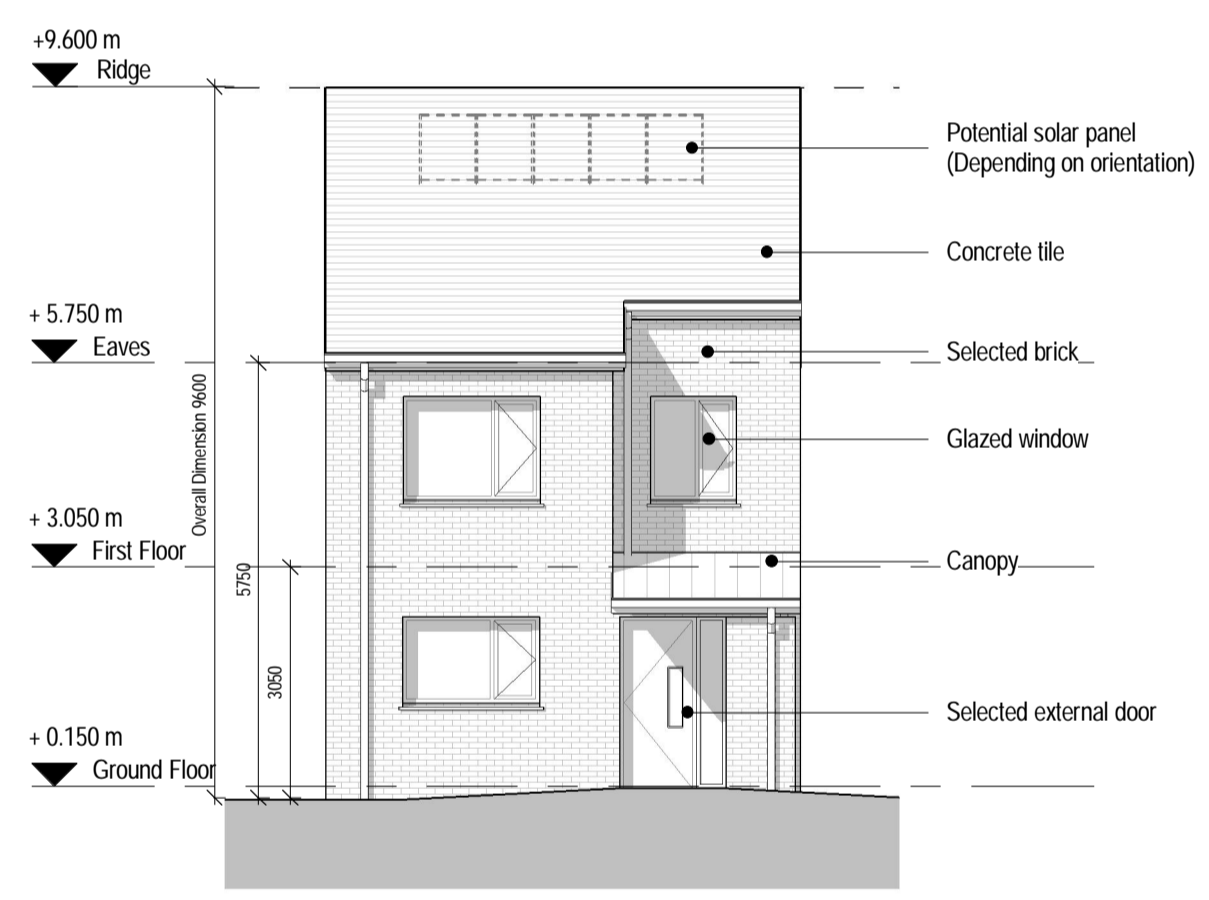 +9.600 m
Ridge
Potential solar panel
(Depending on orientation)
Concrete tile
+ 5.750 m
Eaves
Selected brick
Overall Dimension 9600
Glazed window
+ 3.050 m
First Floor
Canopy
5750
3050
Selected external door
+ 0.150 m
Ground Floor